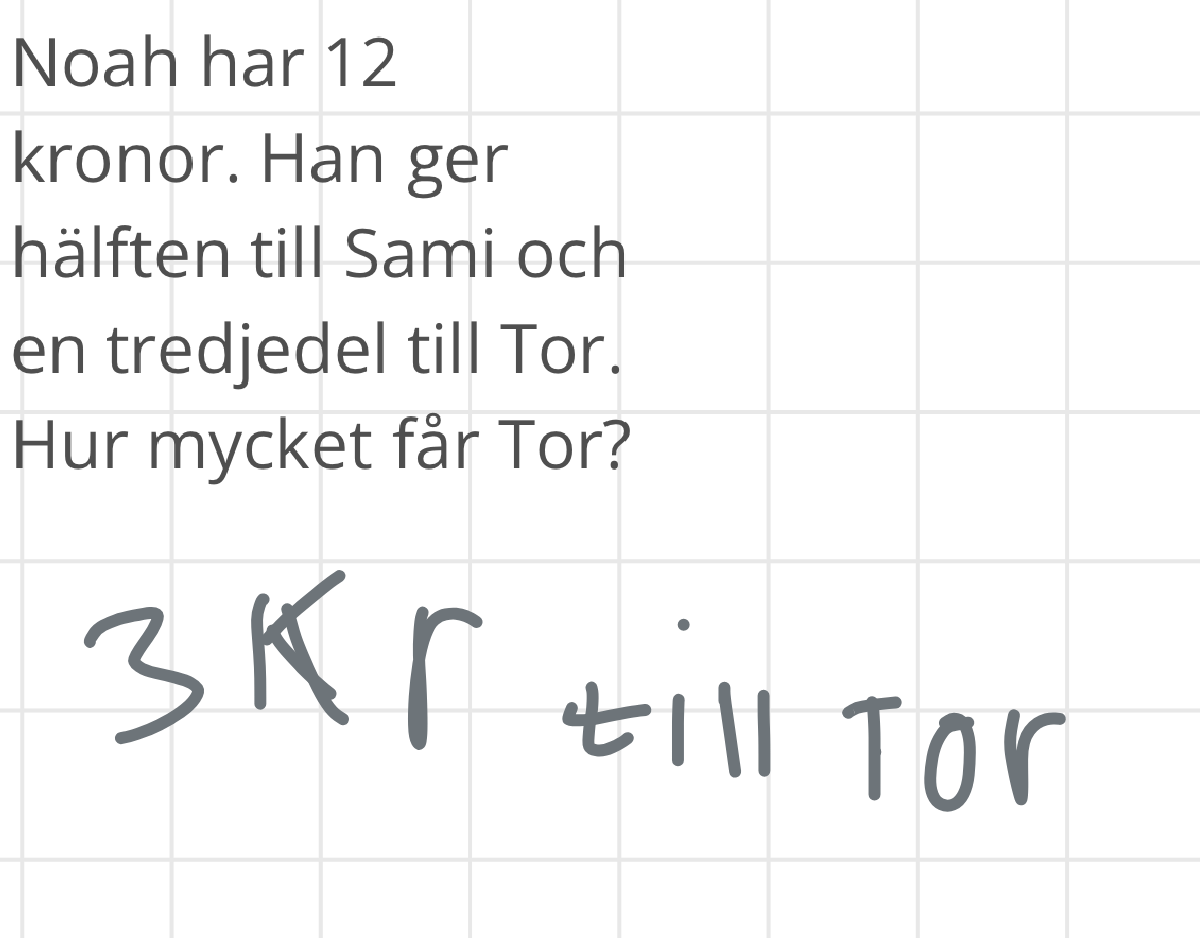 Noah har 12
kronor. Han ger
hälften till Sami och
en tredjedel till Tor.
Hur mycket får Tor?
3 Kr till Tor